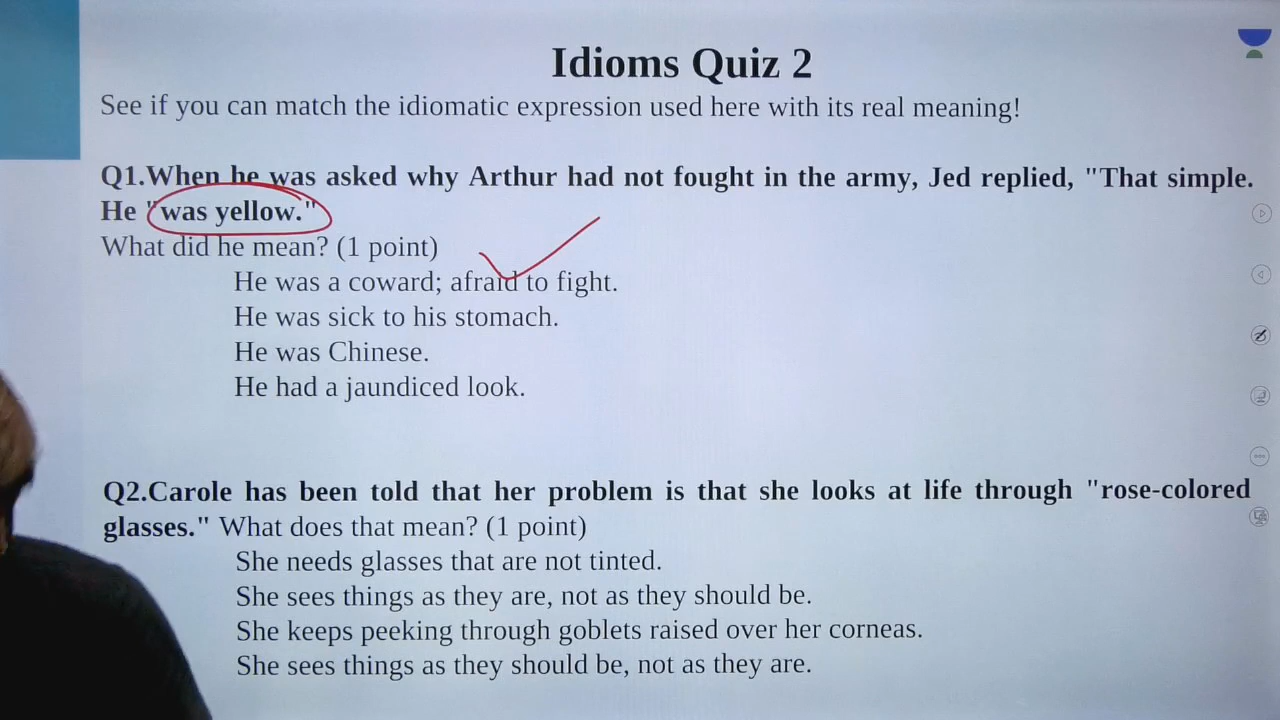 Idioms Quiz 2
See if you can match the idiomatic expression used here with its real meaning!
Q1.When he was asked why Arthur had not fought in the army, Jed replied, "That simple.
He "was yellow."
What did he mean? (1 point)
He was a coward; afraid to fight.
He was sick to his stomach.
He was Chinese.
He had a jaundiced look.
Q2.Carole has been told that her problem is that she looks at life through "rose-colored
glasses." What does that mean? (1 point)
She needs glasses that are not tinted.
She sees things as they are, not as they should be.
She keeps peeking through goblets raised over her corneas.
She sees things as they should be, not as they are.